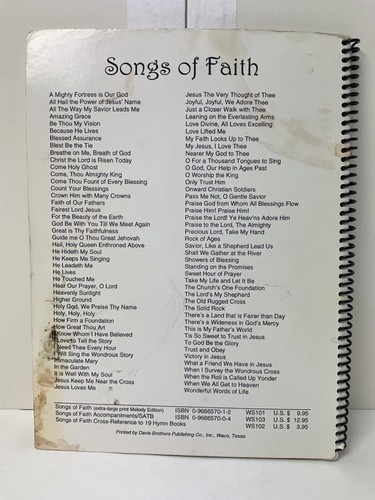 Songs of Faith
A Mighty Fortress is Our God
All Hail the Power of Jesus' Name
All The Way My Savior Leads Me
Amazing Grace
Be Thou My Vision
Because He Lives
Blessed Assurance
Blest Be the Tie
Breathe on Me, Breath of God
Christ the Lord is Risen Today
Come Holy Ghost
Come, Thou Almighty King
Come Thou Fount of Every Blessing
Count Your Blessings
Crown Him with Many Crowns
Faith of Our Fathers
Fairest Lord Jesus
For the Beauty of the Earth
God Be With You Till We Meet Again
Great is Thy Faithfulness
Guide me O Thou Great Jehovah
Hail, Holy Queen Enthroned Above
He Hideth My Soul
He Keeps Me Singing
He Leadeth Me
He Lives
He Touched Me
Hear Our Prayer, O Lord
Heavenly Sunlight
Higher Ground
Holy God, We Praise Thy Name
Holy, Holy, Holy
How Firm a Foundation
How Great Thou Art
I Know Whom I Have Believed
I Love to Tell the Story
I Need Thee Every Hour
I Will Sing the Wondrous Story
Immaculate Mary
In the Garden
It is Well With My Soul
Jesus Keep Me Near the Cross
Jesus Loves Me
Jesus The Very Thought of Thee
Joyful, Joyful, We Adore Thee
Just a Closer Walk with Thee
Leaning on the Everlasting Arms
Love Divine, All Loves Excelling
Love Lifted Me
My Faith Looks Up to Thee
My Jesus, I Love Thee
Nearer My God to Thee
O For a Thousand Tongues to Sing
O God, Our Help in Ages Past
O Worship the King
Only Trust Him
Onward Christian Soldiers
Pass Me Not, O Gentle Savior
Praise God from Whom All Blessings Flow
Praise Him! Praise Him!
Praise the Lord! Ye Heav'ns Adore Him
Praise to the Lord, The Almighty
Precious Lord, Take My Hand
Rock of Ages
Savior, Like a Shepherd Lead Us
Shall We Gather at the River
Showers of Blessing
Standing on the Promises
Sweet Hour of Prayer
Take My Life and Let It Be
The Church's One Foundation
The Lord's My Shepherd
The Old Rugged Cross
The Solid Rock
There's a Land that is Fairer than Day
There's a Wideness in God's Mercy
This is My Father's World
Tis So Sweet to Trust in Jesus
To God Be the Glory
Trust and Obey
Victory in Jesus
What a Friend We Have in Jesus
When I Survey the Wondrous Cross
When the Roll is Called Up Yonder
When We All Get to Heaven
Wonderful Words of Life
Songs of Faith (extra-large print Melody Edition) ISBN 0-9666570-1-2 WS101 U.S. $ 9.95
Songs of Faith Accompaniments/SATB ISBN 0-9666570-0-4 WS103 U.S. $ 12.95
Songs of Faith Cross-Reference to 19 Hymn Books WS102 U.S. $ 3.95
Printed by Davis Brothers Publishing Co., Inc., Waco, Texas.